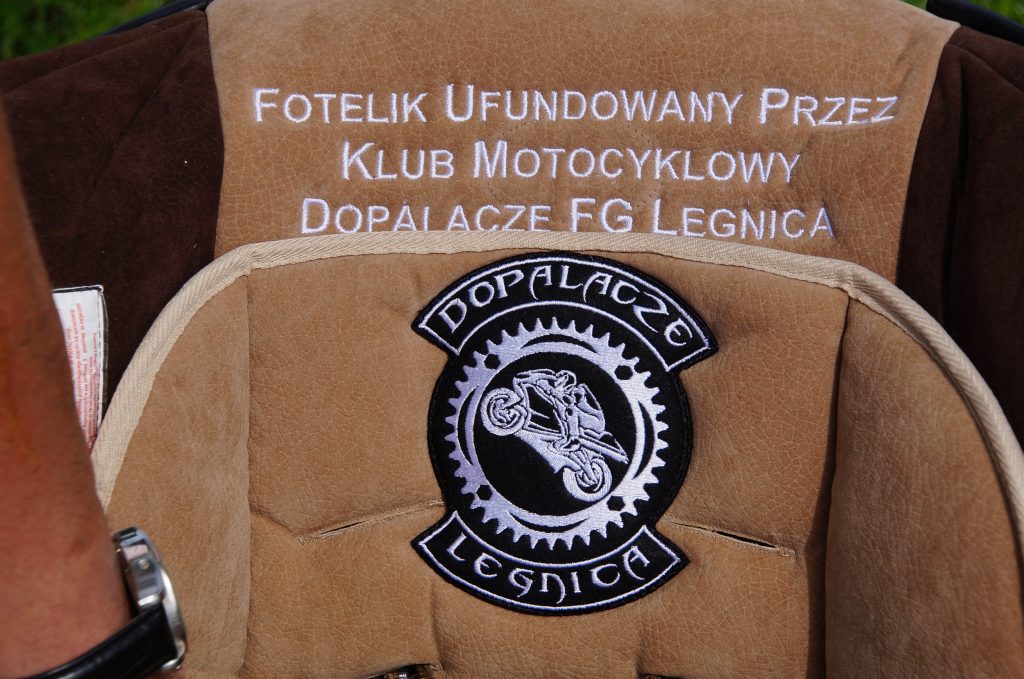 FOTELIK UFUNDOWANY PRZEZ
KLUB MOTOCYKLOWY
DOPALACZE FG LEGNICA
DOPALACZE
LEGNICA